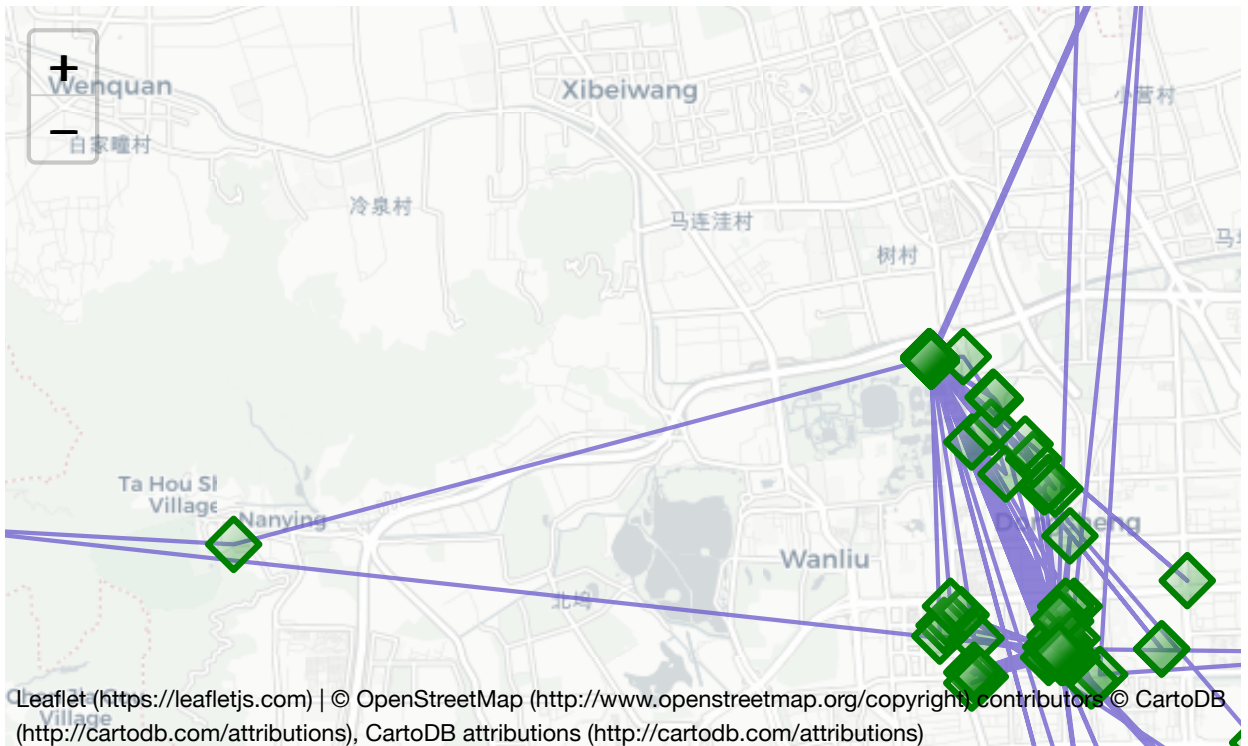 +
Wenquan
Xibeiwang
小营村
−
白家疃村
冷泉村
马连洼村
树村
Ta Hou
Village
Nanying
Wanliu
北坞
Village
Leaflet (https://leafletjs.com) | © OpenStreetMap (http://www.openstreetmap.org/copyright) contributors © CartoDB
(http://cartodb.com/attributions), CartoDB attributions (http://cartodb.com/attributions)